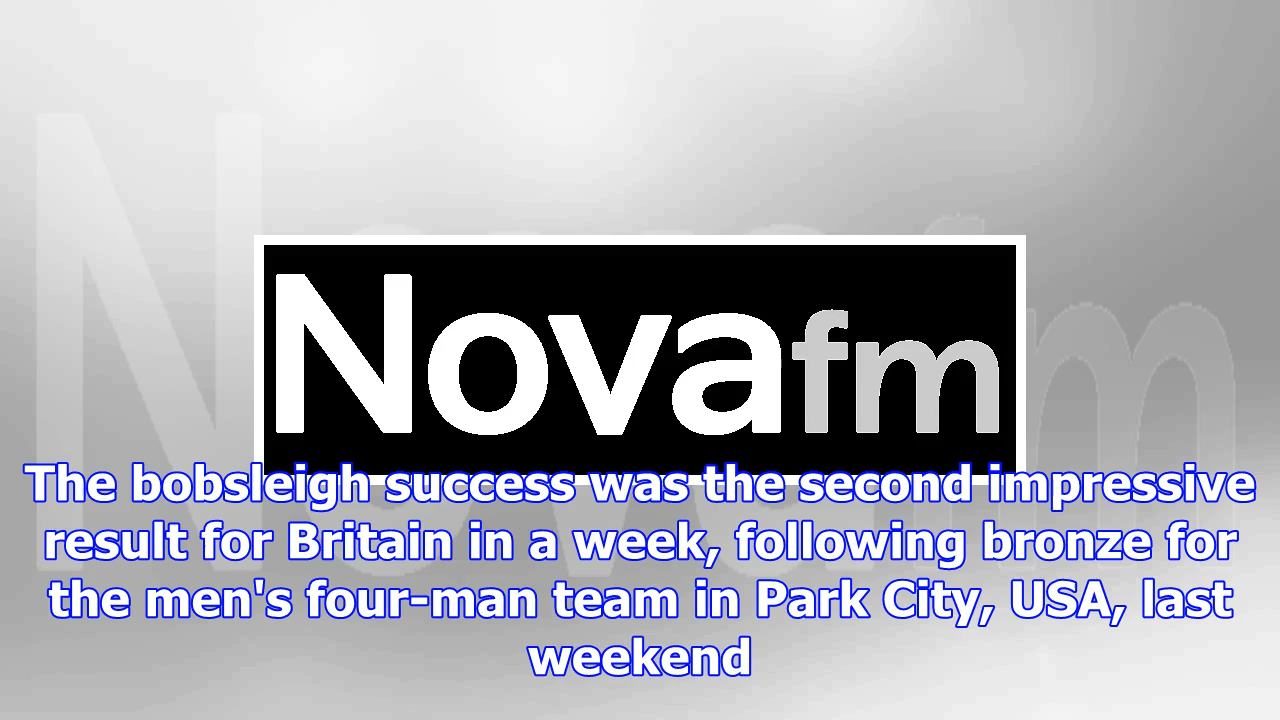 Novafm
The bobsleigh success was the second impressive
result for Britain in a week, following bronze for
the men's four-man team in Park City, USA, last
weekend